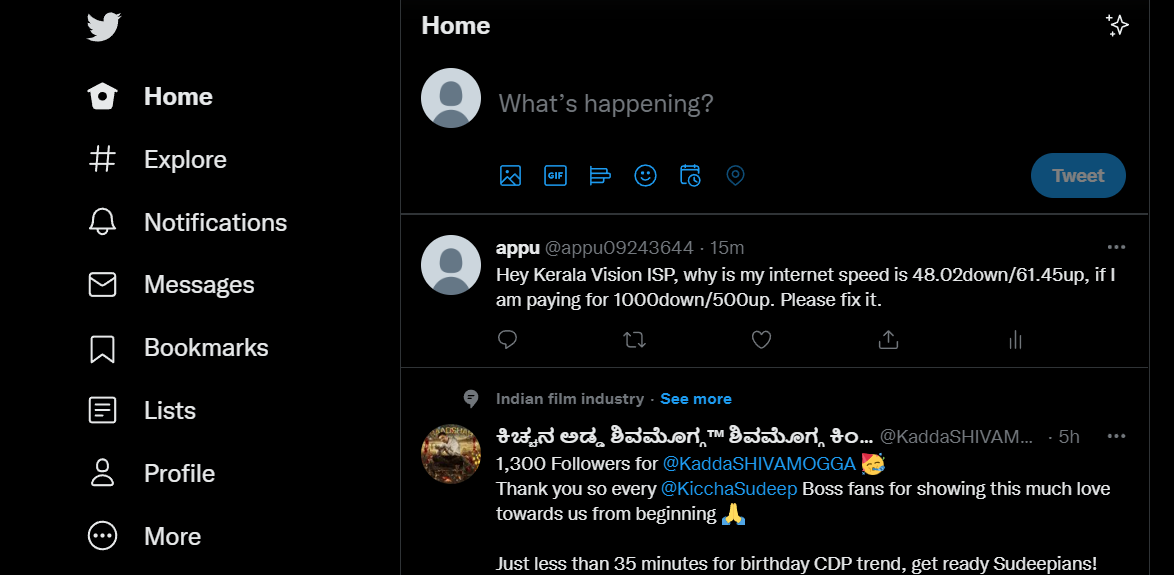 Home
Explore
Notifications
Messages
Bookmarks
Lists
Profile
More
Home
What's happening?
GIF
Tweet
appu @appu09243644 · 15m
Hey Kerala Vision ISP, why is my internet speed is 48.02down/61.45up, if I
am paying for 1000down/500up. Please fix it.
Indian film industry · See more
ಕಿಚ್ಚನ ಅಡ್ಡ ಶಿವಮೊಗ್ಗ™ ಶಿವಮೊಗ್ಗ ಕಿಂ... @KaddaSHIVAM... · 5h
1,300 Followers for @KaddaSHIVAMOGGA 🥳
Thank you so every @KicchaSudeep Boss fans for showing this much love
towards us from beginning 🙏
Just less than 35 minutes for birthday CDP trend, get ready Sudeepians!